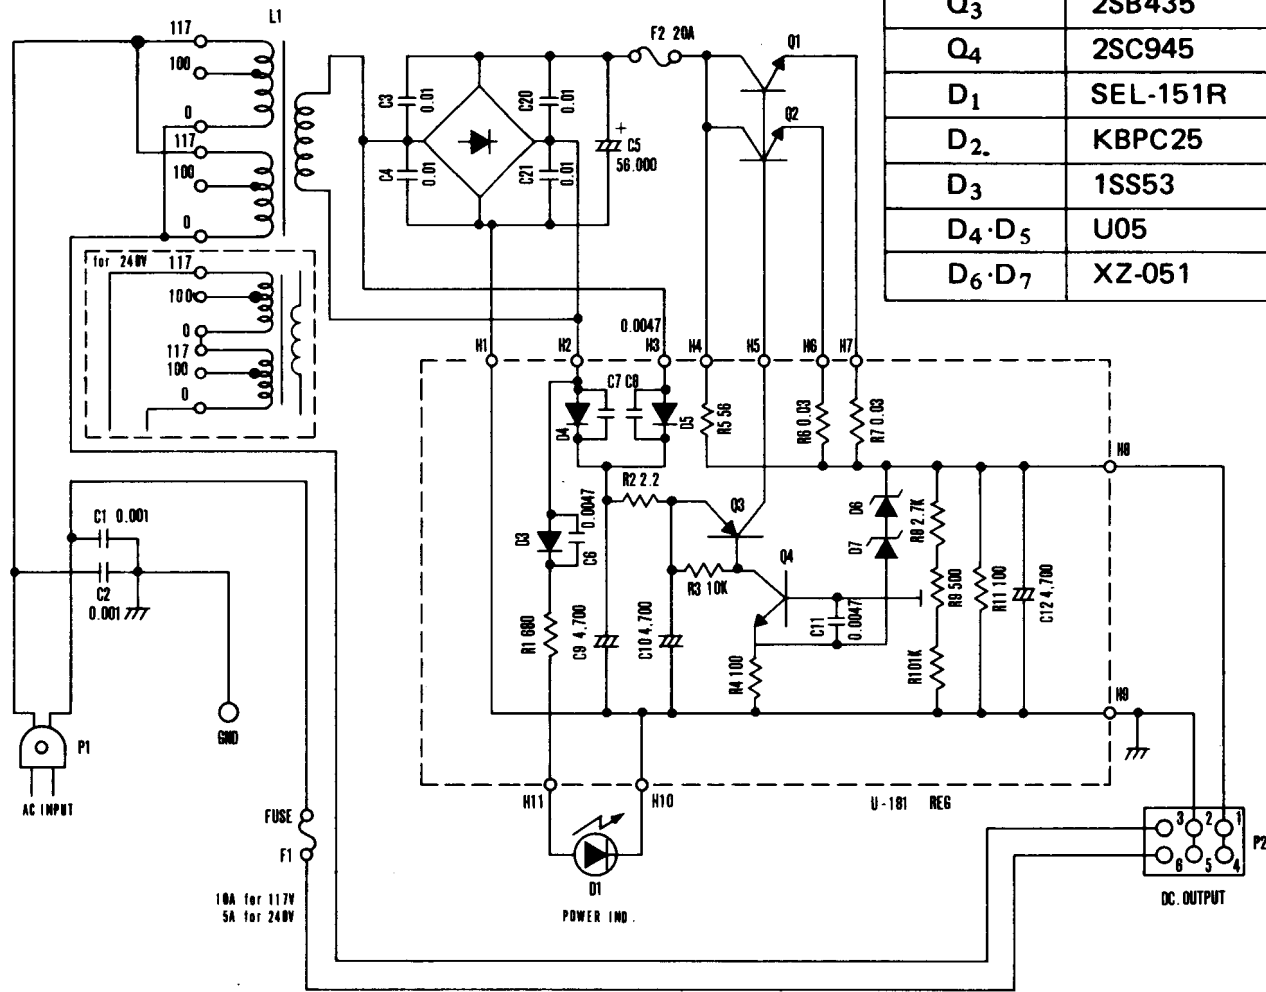 Q3 2SB435
Q4 2SC945
D1 SEL-151R
D2. KBPC25
D3 1SS53
D4·D5 U05
D6·D7 XZ-051
L1
117
100
0
117
100
0
for 240V
117
100
0
117
100
0
C3 0.01
C4 0.01
C20 0.01
C21 0.01
+
C5
56.000
F2 20A
Q1
Q2
H1
H2
0.0047
H3
H4
H5
H6
H7
C7 C8
D4
D5
R5 56
R6 0.03
R7 0.03
H8
R2 2.2
D3
0.0047
C6
Q3
R3 10K
Q4
D6
D7
R8 2.7K
R9 500
R101K
R11 100
C12 4,700
R1 680
C9 4,700
C10 4,700
R4 100
C11
0.0047
H9
C1 0.001
C2
0.001
P1
AC INPUT
GND
FUSE
F1
10A for 117V
5A for 240V
H11
H10
D1
POWER IND.
U-181 REG
3 2 1
6 5 4
P2
DC. OUTPUT